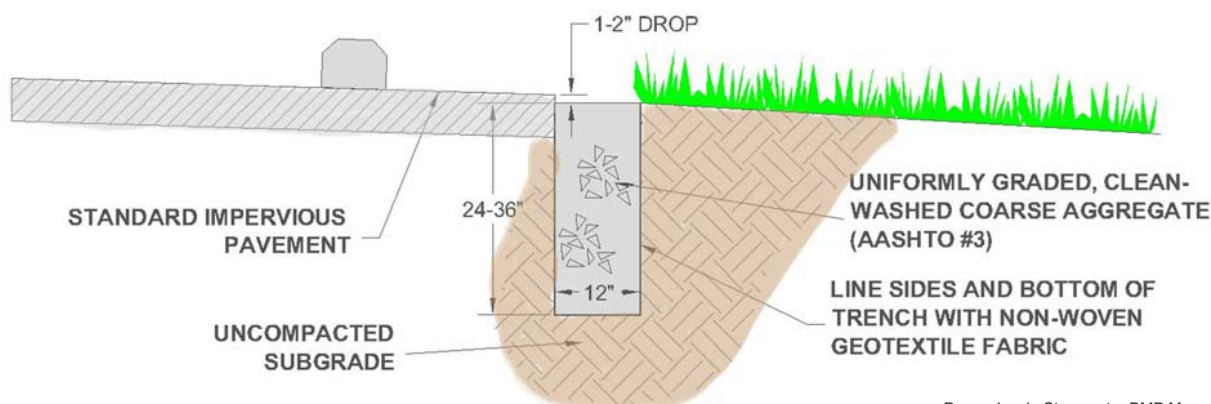 1-2" DROP
STANDARD IMPERVIOUS
PAVEMENT
24-36"
UNIFORMLY GRADED, CLEAN-
WASHED COARSE AGGREGATE
(AASHTO #3)
12"
LINE SIDES AND BOTTOM OF
TRENCH WITH NON-WOVEN
GEOTEXTILE FABRIC
UNCOMPACTED
SUBGRADE